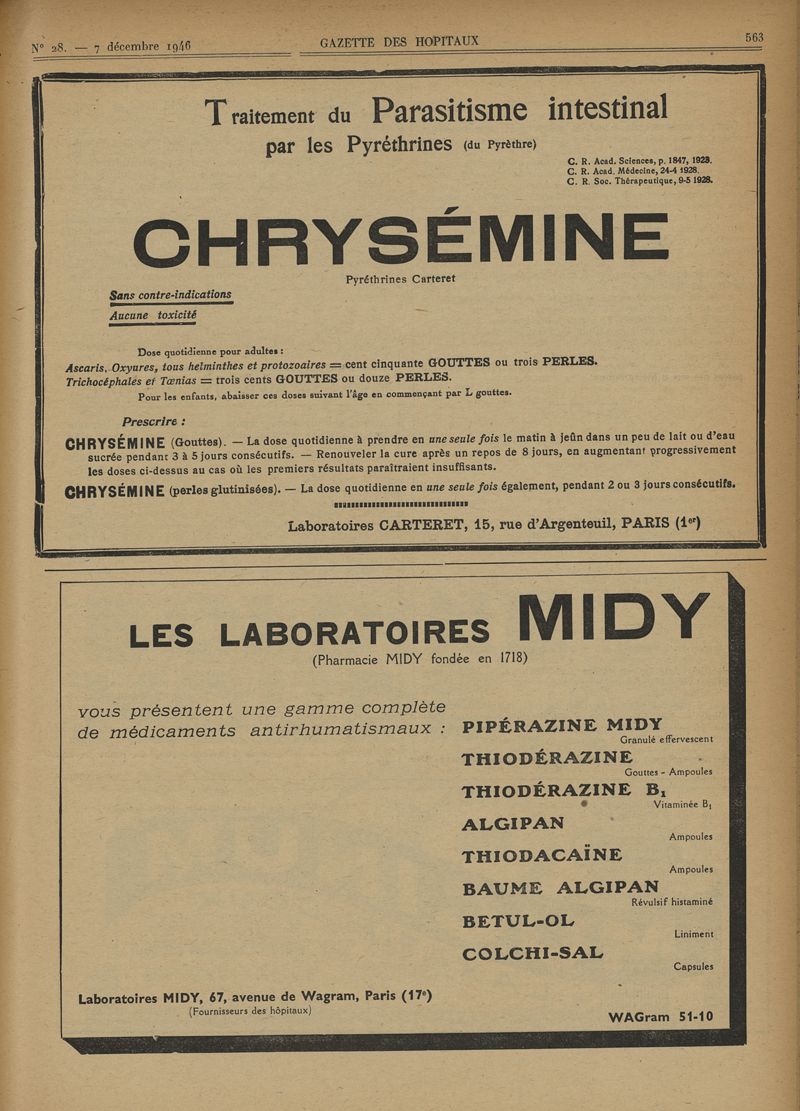 N° 28. — 7 décembre 1946
GAZETTE DES HOPITAUX
563
Traitement du Parasitisme intestinal
par les Pyréthrines (du Pyrèthre)
C. R. Acad. Sciences, p. 1847, 1923.
C. R. Acad. Médecine, 24-4 1928.
C. R. Soc. Thérapeutique, 9-5 1928.
CHRYSÉMINE
Pyréthrines Carteret
Sans contre-indications
Aucune toxicité
Dose quotidienne pour adultes :
Ascaris, Oxyures, tous helminthes et protozoaires = cent cinquante GOUTTES ou trois PERLES.
Trichocéphales et Tœnias = trois cents GOUTTES ou douze PERLES.
Pour les enfants, abaisser ces doses suivant l'âge en commençant par L gouttes.
Prescrire :
CHRYSÉMINE (Gouttes). — La dose quotidienne à prendre en une seule fois le matin à jeûn dans un peu de lait ou d'eau
sucrée pendant 3 à 5 jours consécutifs. — Renouveler la cure après un repos de 8 jours, en augmentant progressivement
les doses ci-dessus au cas où les premiers résultats paraîtraient insuffisants.
CHRYSÉMINE (perles glutinisées). — La dose quotidienne en une seule fois également, pendant 2 ou 3 jours consécutifs.
Laboratoires CARTERET, 15, rue d'Argenteuil, PARIS (1er)
LES LABORATOIRES MIDY
(Pharmacie MIDY fondée en 1718)
vous présentent une gamme complète
de médicaments antirhumatismaux :
PIPÉRAZINE MIDY
Granulé effervescent
THIODÉRAZINE
Gouttes - Ampoules
THIODÉRAZINE B1
Vitaminée B1
ALGIPAN
Ampoules
THIODACAÏNE
Ampoules
BAUME ALGIPAN
Révulsif histaminé
BETUL-OL
Liniment
COLCHI-SAL
Capsules
Laboratoires MIDY, 67, avenue de Wagram, Paris (17e)
(Fournisseurs des hôpitaux)
WAGram 51-10